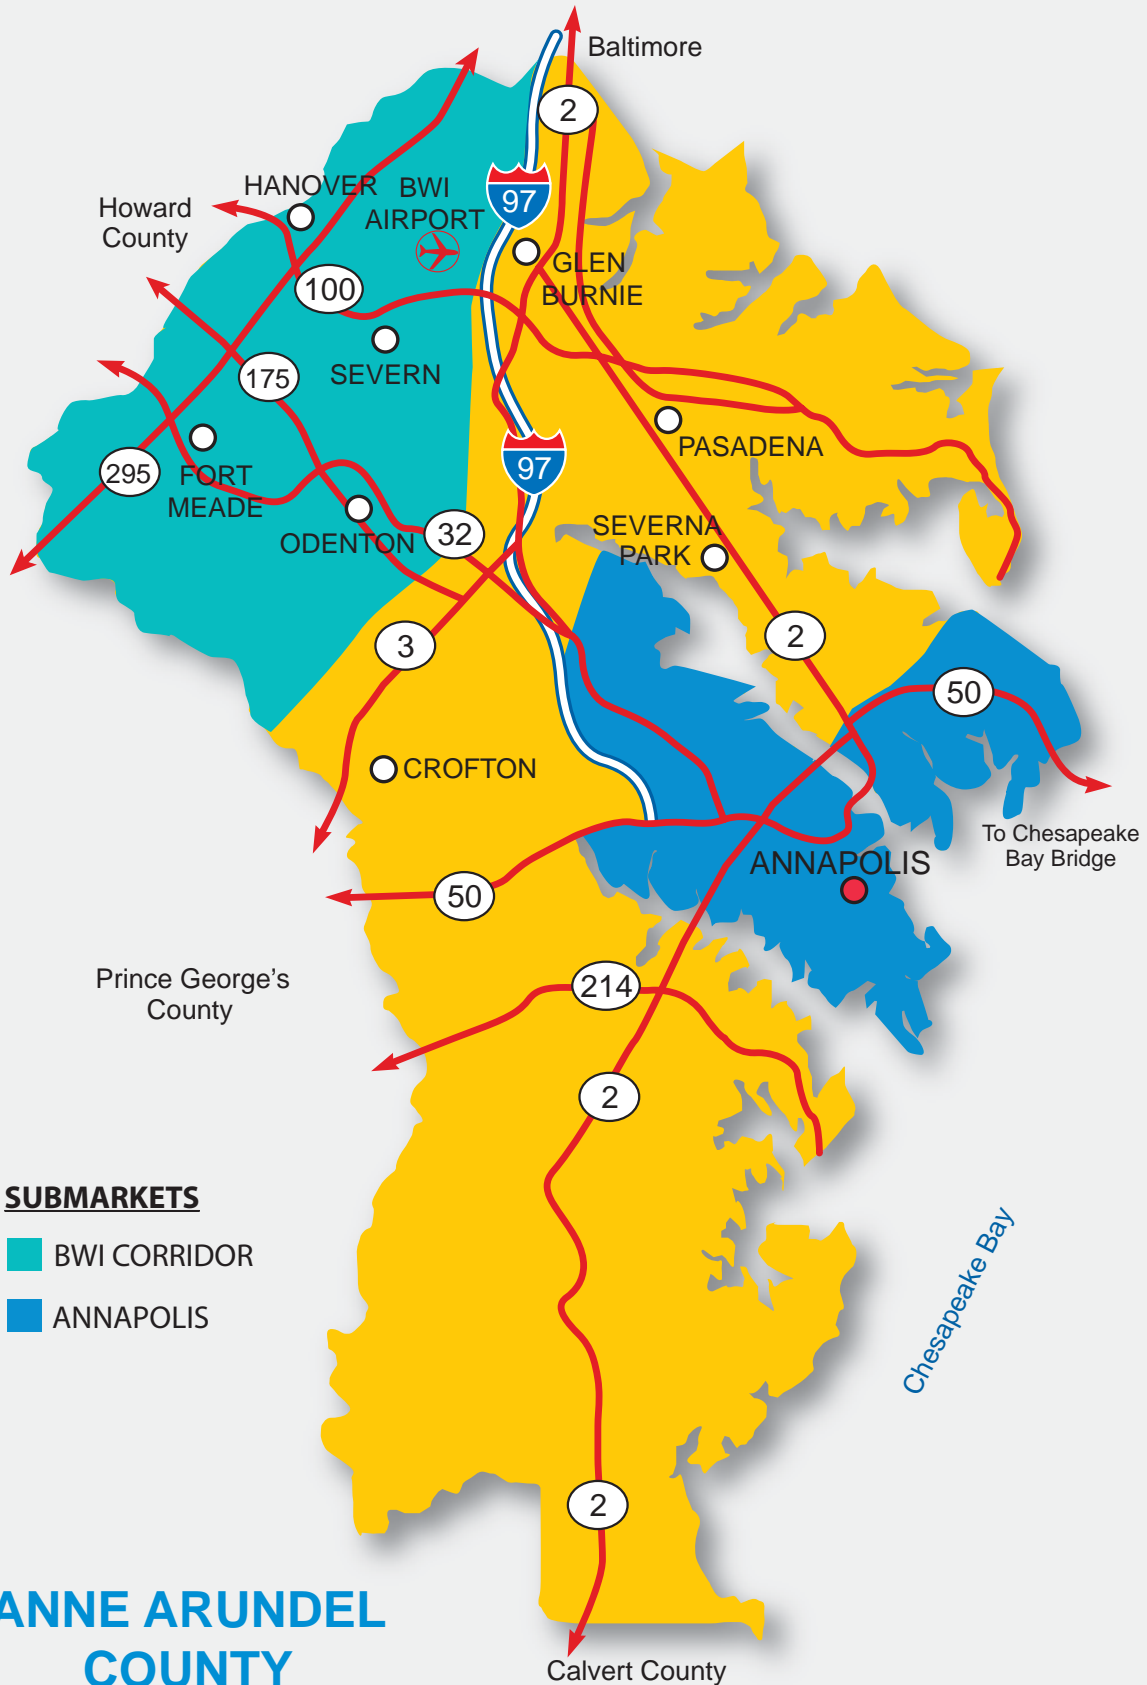 Baltimore
2
HANOVER
BWI
AIRPORT
97
Howard
County
GLEN
BURNIE
100
SEVERN
175
PASADENA
97
295
FORT
MEADE
SEVERNA
PARK
ODENTON
32
3
2
50
CROFTON
To Chesapeake
Bay Bridge
ANNAPOLIS
50
Prince George's
County
214
2
SUBMARKETS
BWI CORRIDOR
ANNAPOLIS
Chesapeake Bay
2
ANNE ARUNDEL
COUNTY
Calvert County